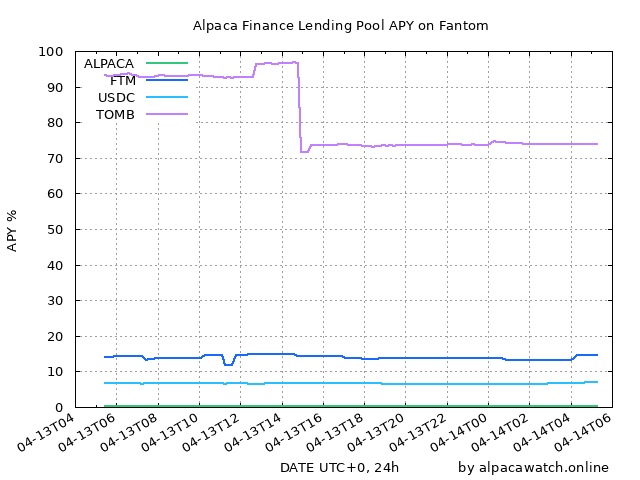 Alpaca Finance Lending Pool APY on Fantom
100
90
80
70
60
50
40
30
20
10
0
APY %
ALPACA
FTM
USDC
TOMB
04-13T04
04-13T06
04-13T08
04-13T10
04-13T12
04-13T14
04-13T16
04-13T18
04-13T20
04-13T22
04-14T00
04-14T02
04-14T04
04-14T06
DATE UTC+0, 24h
by alpacawatch.online